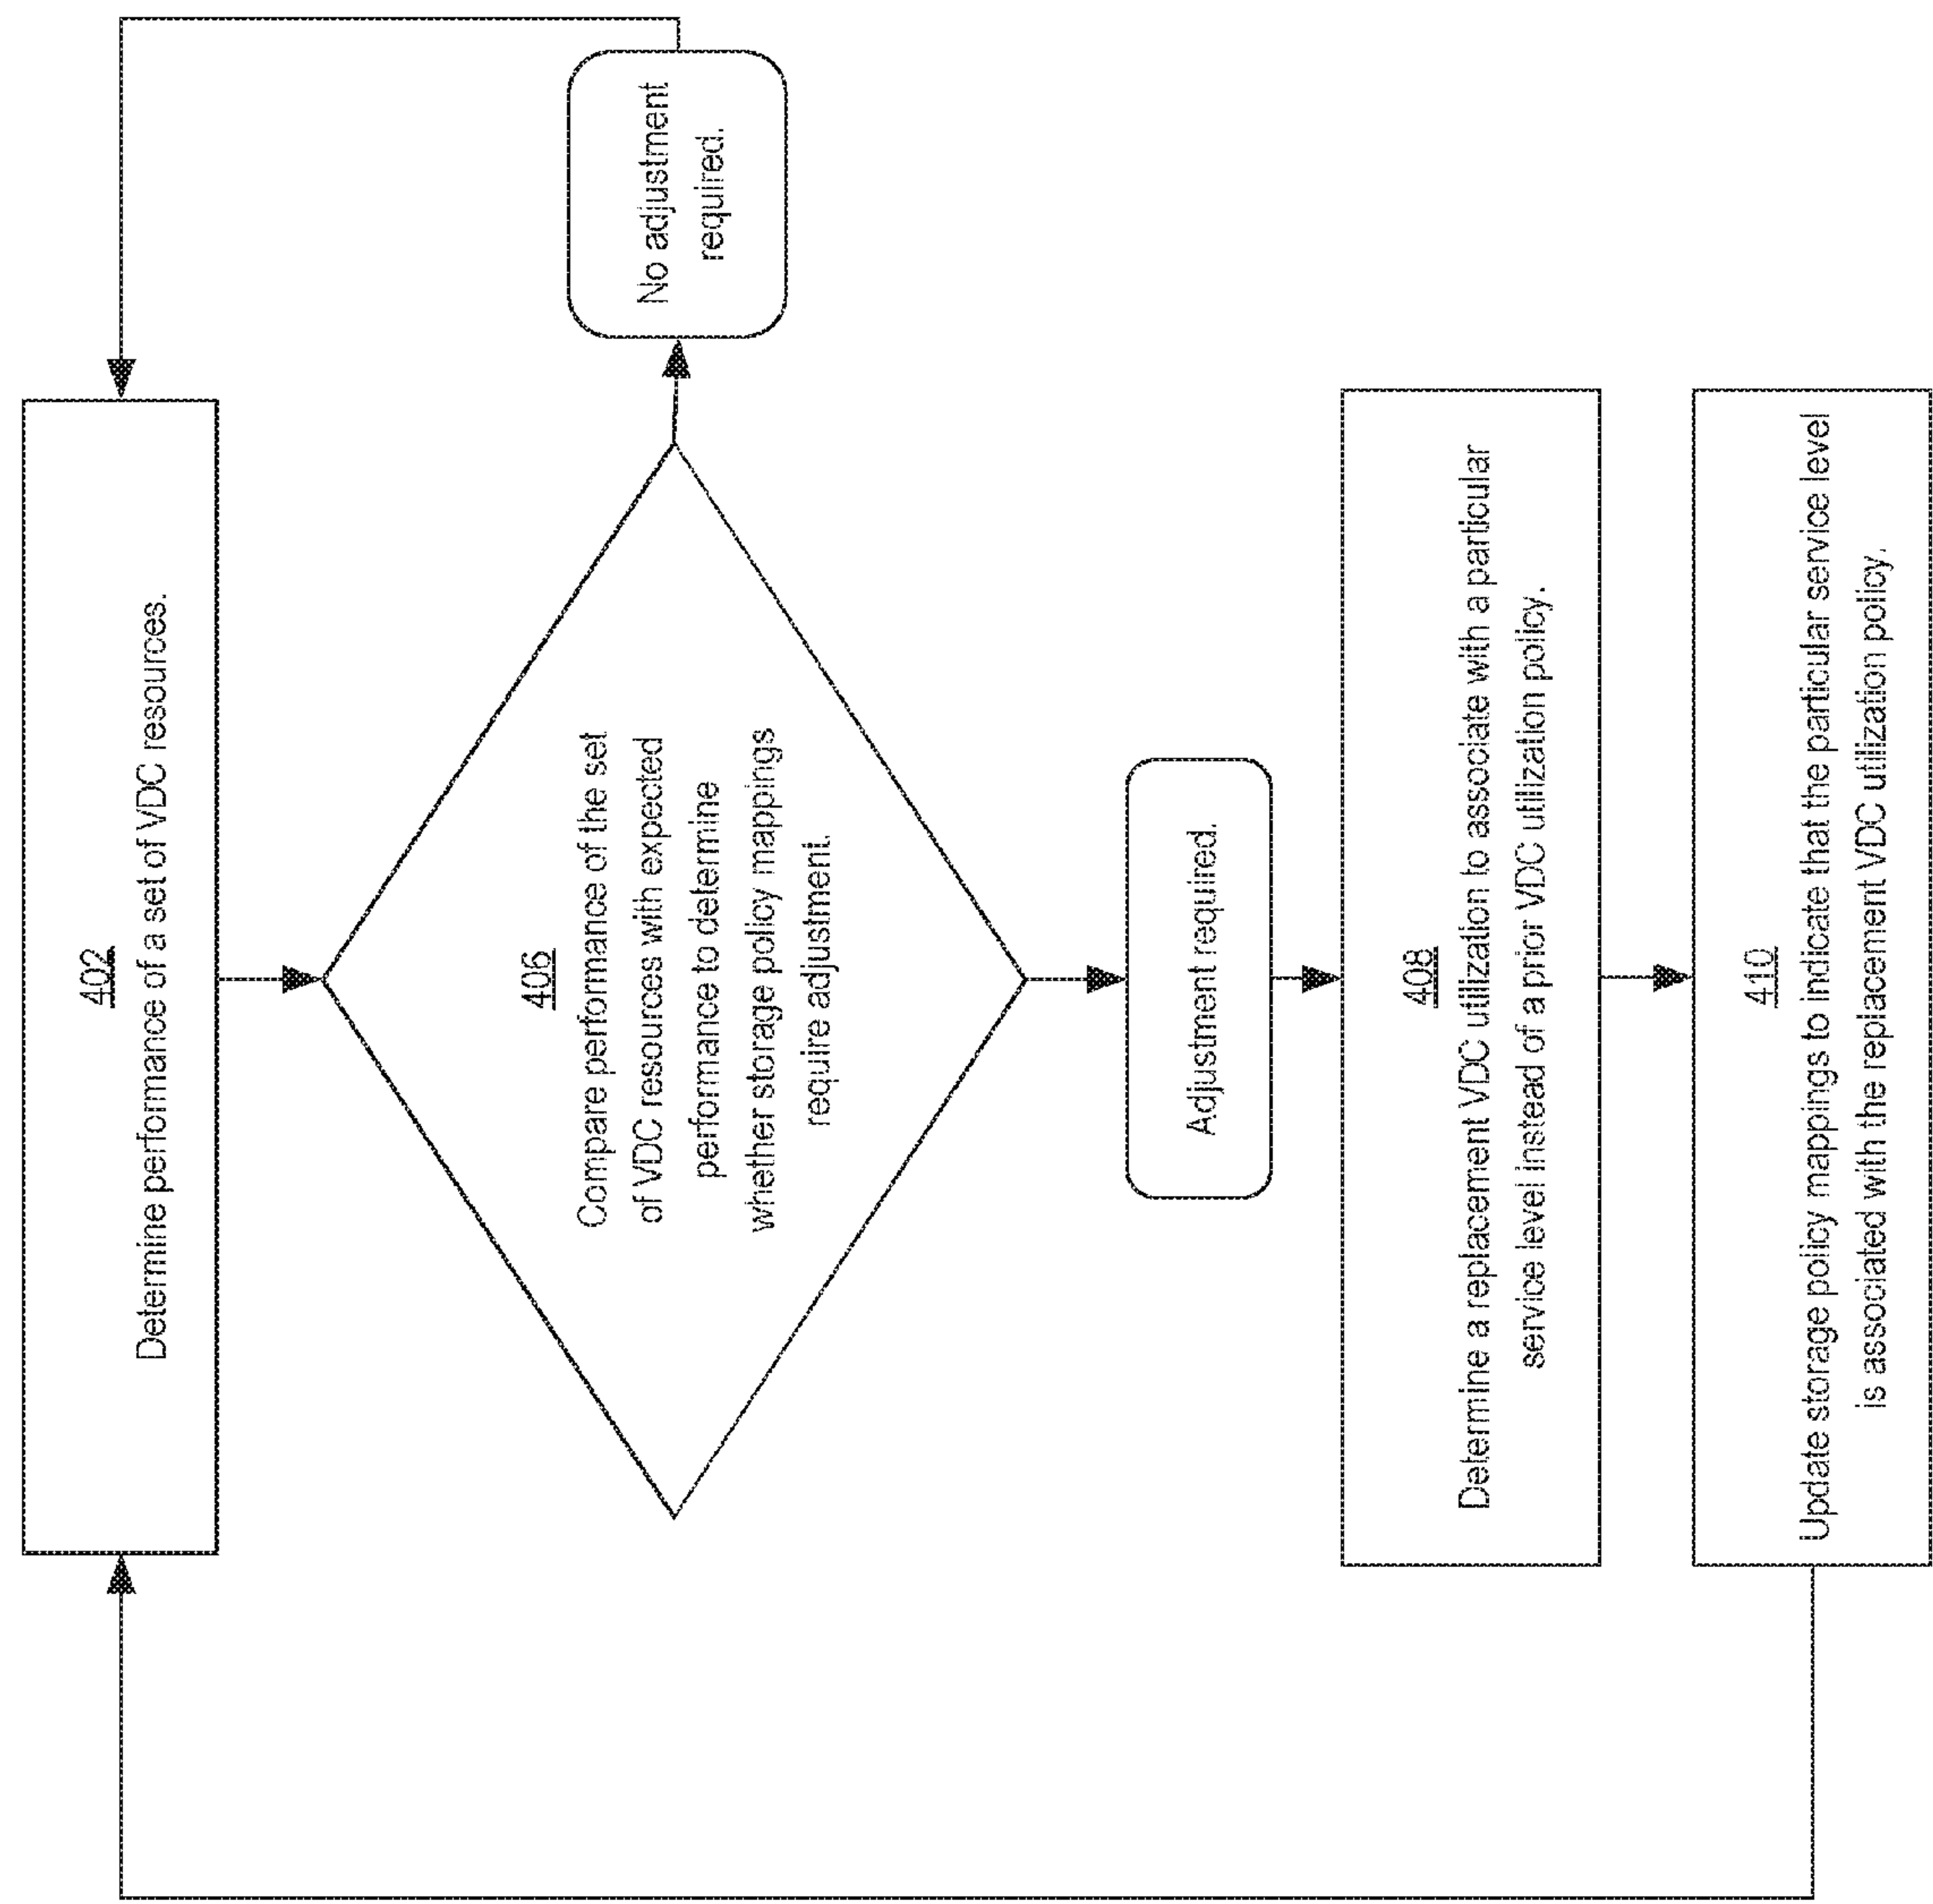 402
Determine performance of a set of VDC resources.
406
Compare performance of the set
of VDC resources with expected
performance to determine
whether storage policy mappings
require adjustment.
No adjustment
required.
Adjustment required.
408
Determine a replacement VDC utilization to associate with a particular
service level instead of a prior VDC utilization policy.
410
Update storage policy mappings to indicate that the particular service level
is associated with the replacement VDC utilization policy.